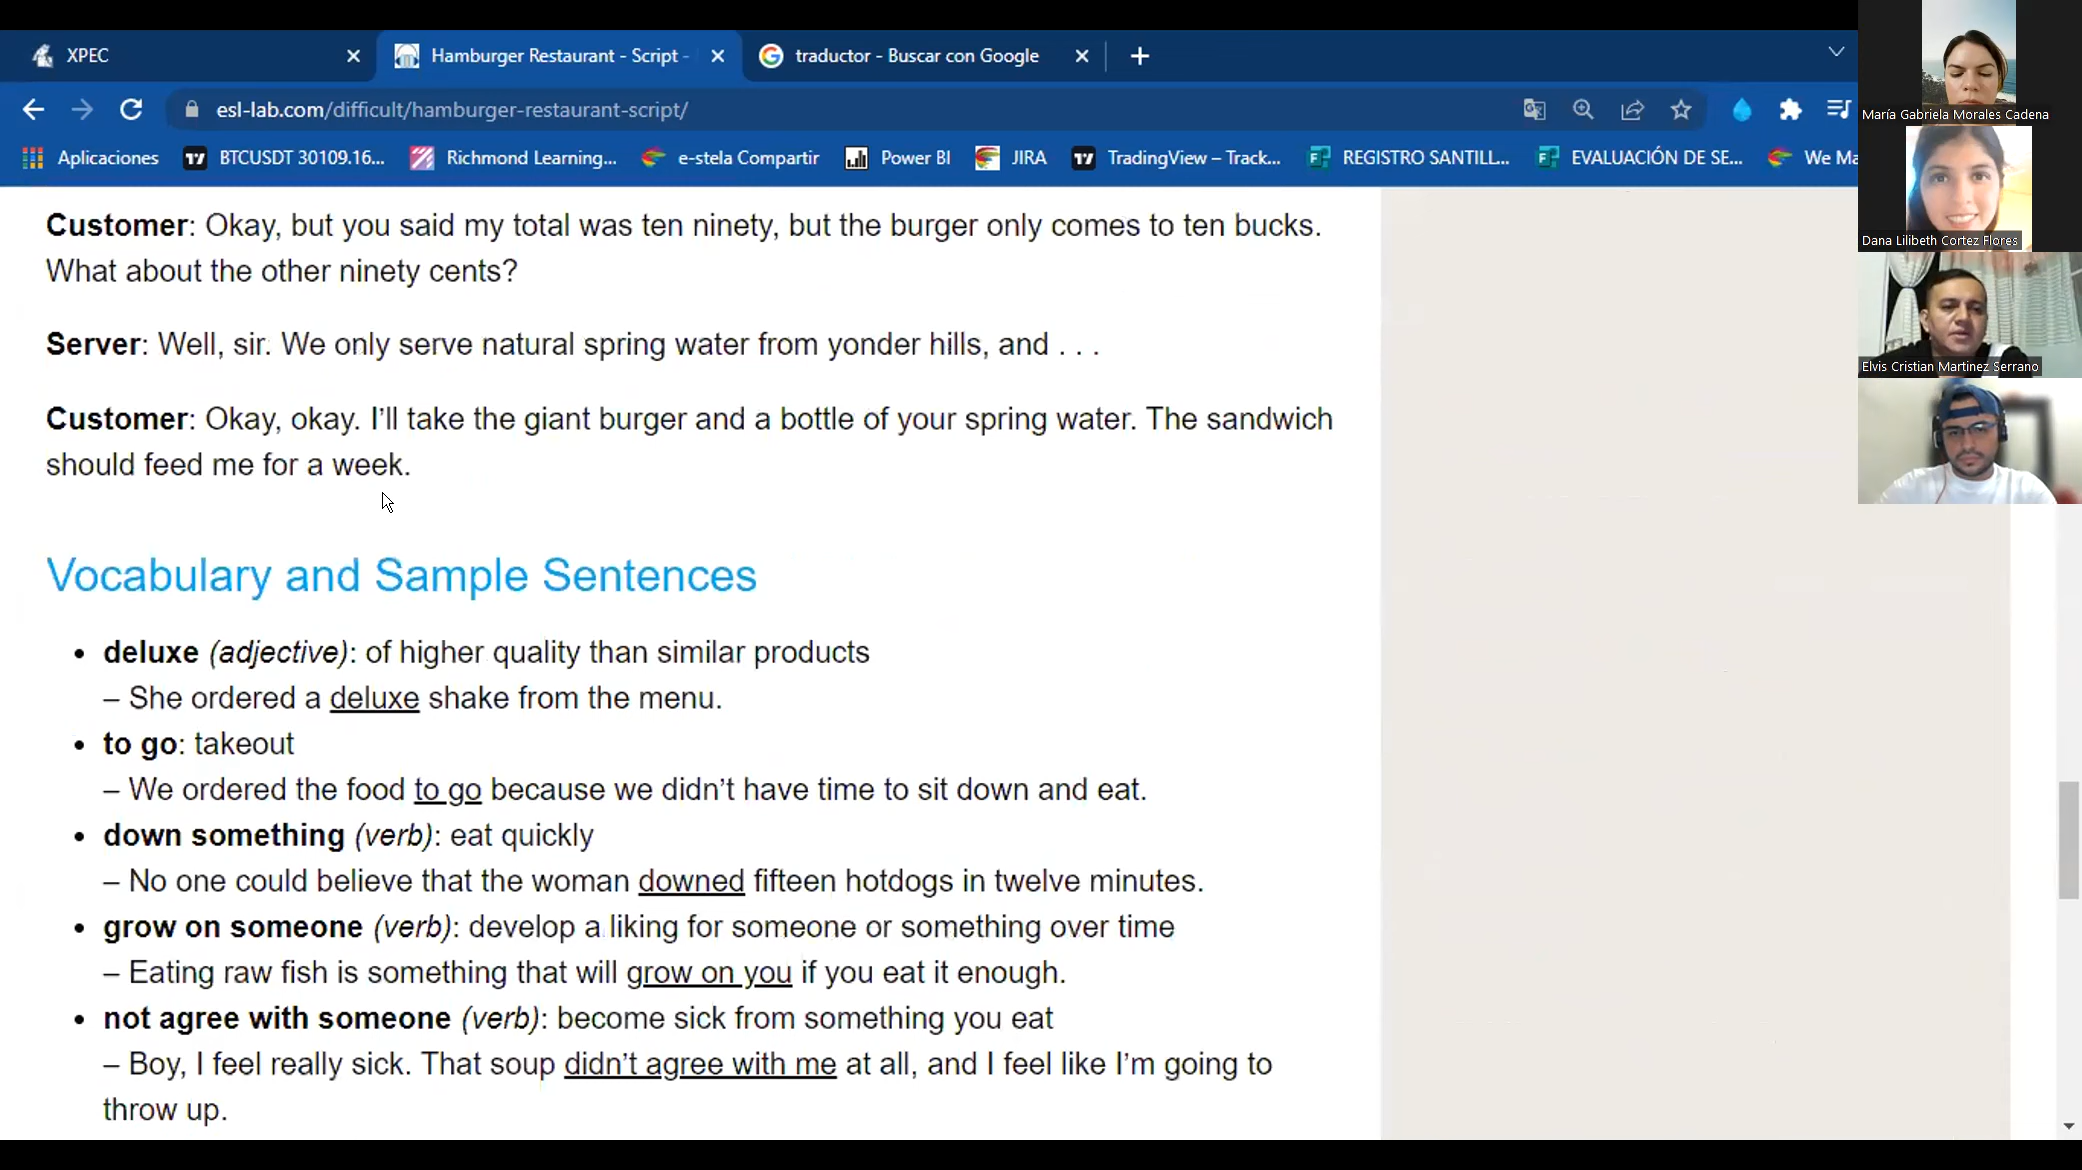 XPEC
Hamburger Restaurant - Script -
traductor - Buscar con Google
esl-lab.com/difficult/hamburger-restaurant-script/
Aplicaciones
BTCUSDT 30109.16...
Richmond Learning...
e-stela Compartir
Power BI
JIRA
TradingView – Track...
REGISTRO SANTILL...
EVALUACIÓN DE SE...
We Ma
María Gabriela Morales Cadena
Dana Lilibeth Cortez Flores
Elvis Cristian Martinez Serrano
Customer: Okay, but you said my total was ten ninety, but the burger only comes to ten bucks.
What about the other ninety cents?
Server: Well, sir. We only serve natural spring water from yonder hills, and . . .
Customer: Okay, okay. I’ll take the giant burger and a bottle of your spring water. The sandwich
should feed me for a week.
Vocabulary and Sample Sentences
• deluxe (adjective): of higher quality than similar products
– She ordered a deluxe shake from the menu.
• to go: takeout
– We ordered the food to go because we didn’t have time to sit down and eat.
• down something (verb): eat quickly
– No one could believe that the woman downed fifteen hotdogs in twelve minutes.
• grow on someone (verb): develop a liking for someone or something over time
– Eating raw fish is something that will grow on you if you eat it enough.
• not agree with someone (verb): become sick from something you eat
– Boy, I feel really sick. That soup didn’t agree with me at all, and I feel like I’m going to
throw up.